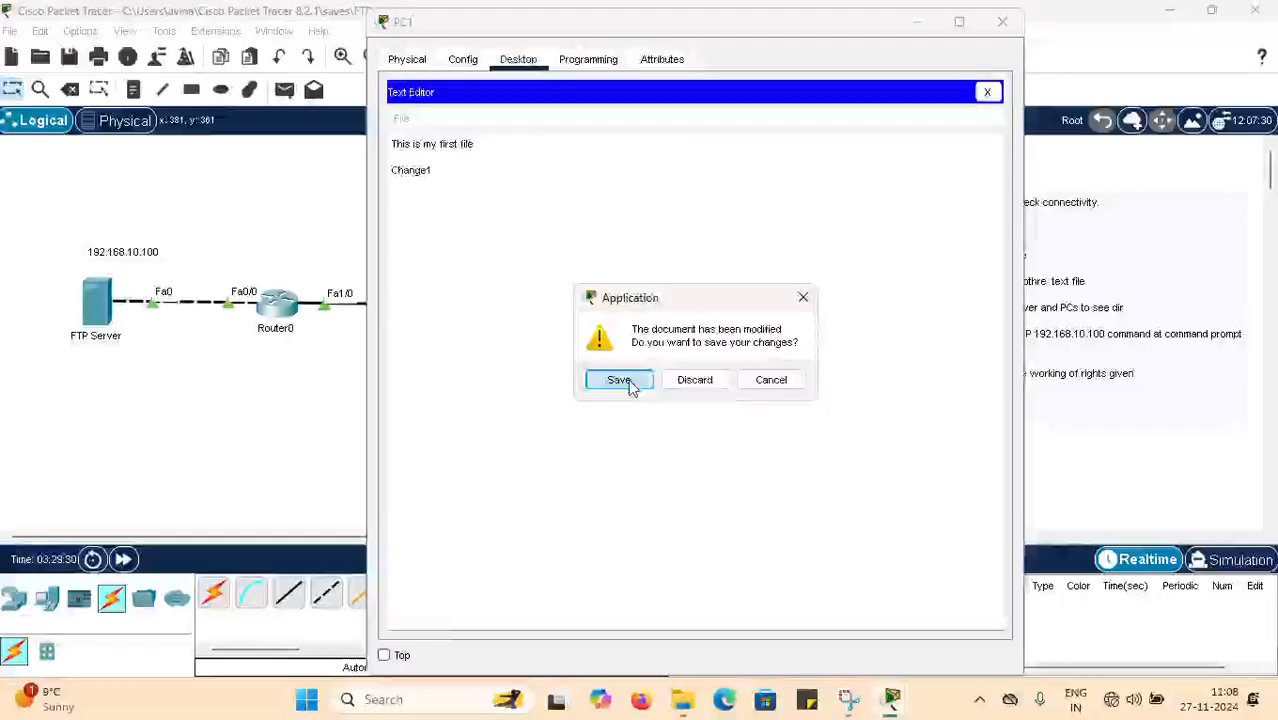 Cisco Packet Tracer - C:\Users\avina\Cisco Packet Tracer 8.2.1\saves\FT
PC1
File Edit Options View Tools Extensions Window Help
Physical Config Desktop Programming Attributes
Text Editor
X
File
Logical Physical x:381, y:361
Root 12:07:30
This is my first file
Change1
eck connectivity.
192.168.10.100
text file
ver and PCs to see dir
P 192.168.10.100 command at command prompt
e working of rights given
Fa0 Fa0/0 Fa1/0
FTP Server
Router0
Application
The document has been modified
Do you want to save your changes?
Save Discard Cancel
Time: 03:29:30
Realtime Simulation
Type Color Time(sec) Periodic Num Edit
Top
Auto
9°C
Sunny
1
Search
ENG
IN
11:08
27-11-2024